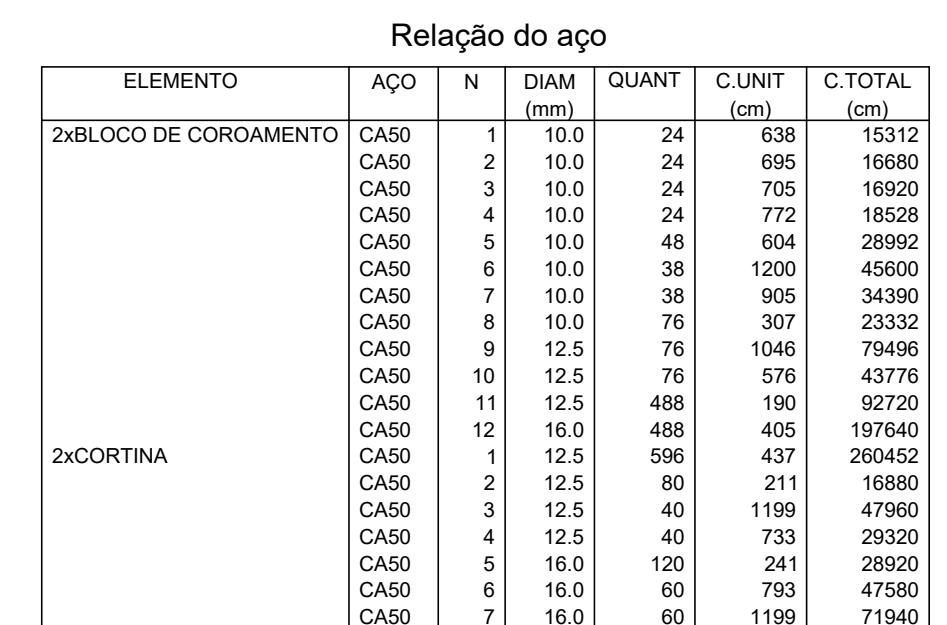 Relação do aço
ELEMENTO AÇO N DIAM QUANT C.UNIT C.TOTAL
(mm) (cm) (cm)
2xBLOCO DE COROAMENTO CA50 1 10.0 24 638 15312
CA50 2 10.0 24 695 16680
CA50 3 10.0 24 705 16920
CA50 4 10.0 24 772 18528
CA50 5 10.0 48 604 28992
CA50 6 10.0 38 1200 45600
CA50 7 10.0 38 905 34390
CA50 8 10.0 76 307 23332
CA50 9 12.5 76 1046 79496
CA50 10 12.5 76 576 43776
CA50 11 12.5 488 190 92720
CA50 12 16.0 488 405 197640
2xCORTINA CA50 1 12.5 596 437 260452
CA50 2 12.5 80 211 16880
CA50 3 12.5 40 1199 47960
CA50 4 12.5 40 733 29320
CA50 5 16.0 120 241 28920
CA50 6 16.0 60 793 47580
CA50 7 16.0 60 1199 71940